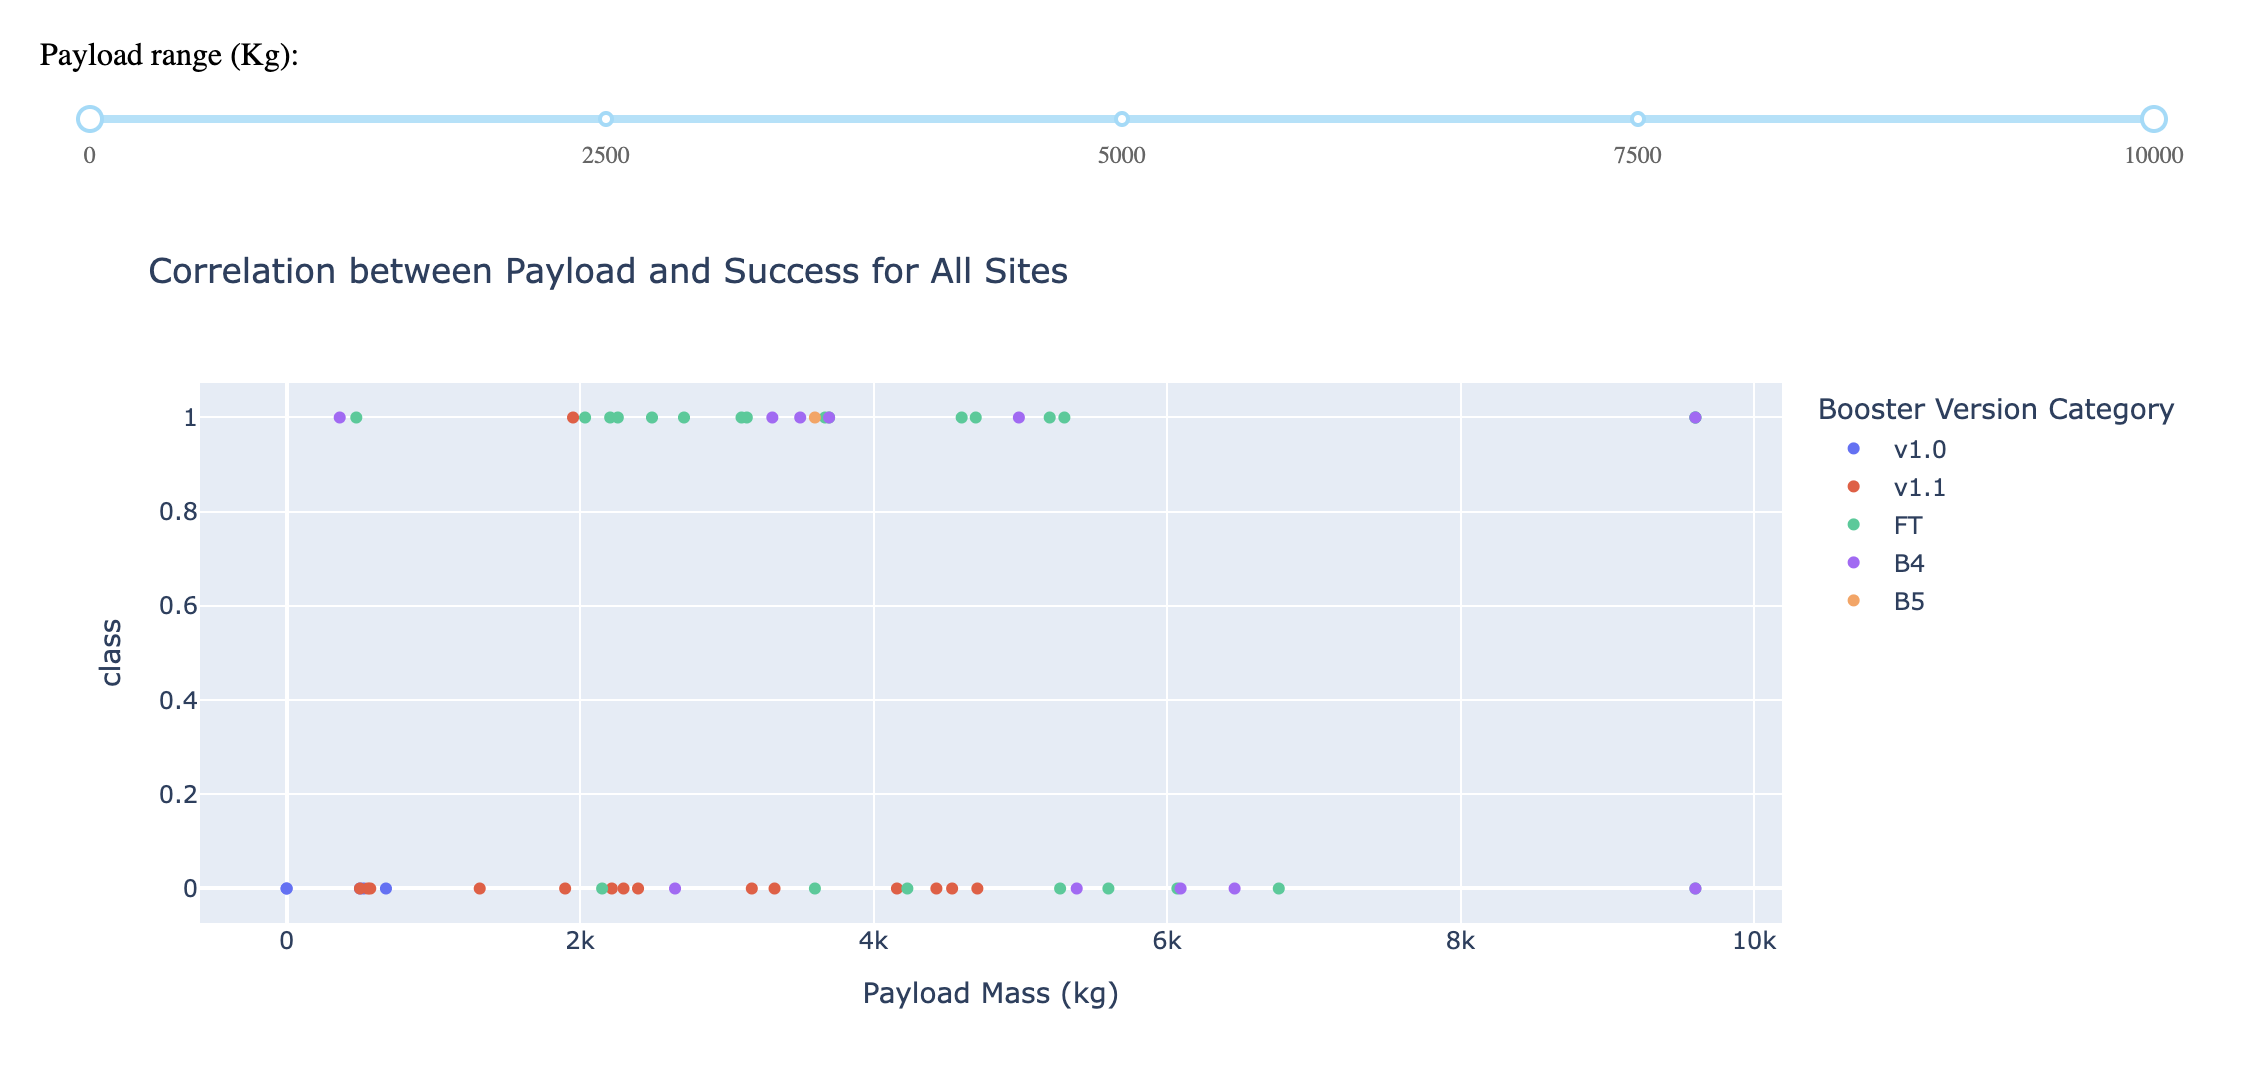 Payload range (Kg):
0 2500 5000 7500 10000
Correlation between Payload and Success for All Sites
Booster Version Category
v1.0
v1.1
FT
B4
B5
1
0.8
0.6
0.4
0.2
0
class
0 2k 4k 6k 8k 10k
Payload Mass (kg)